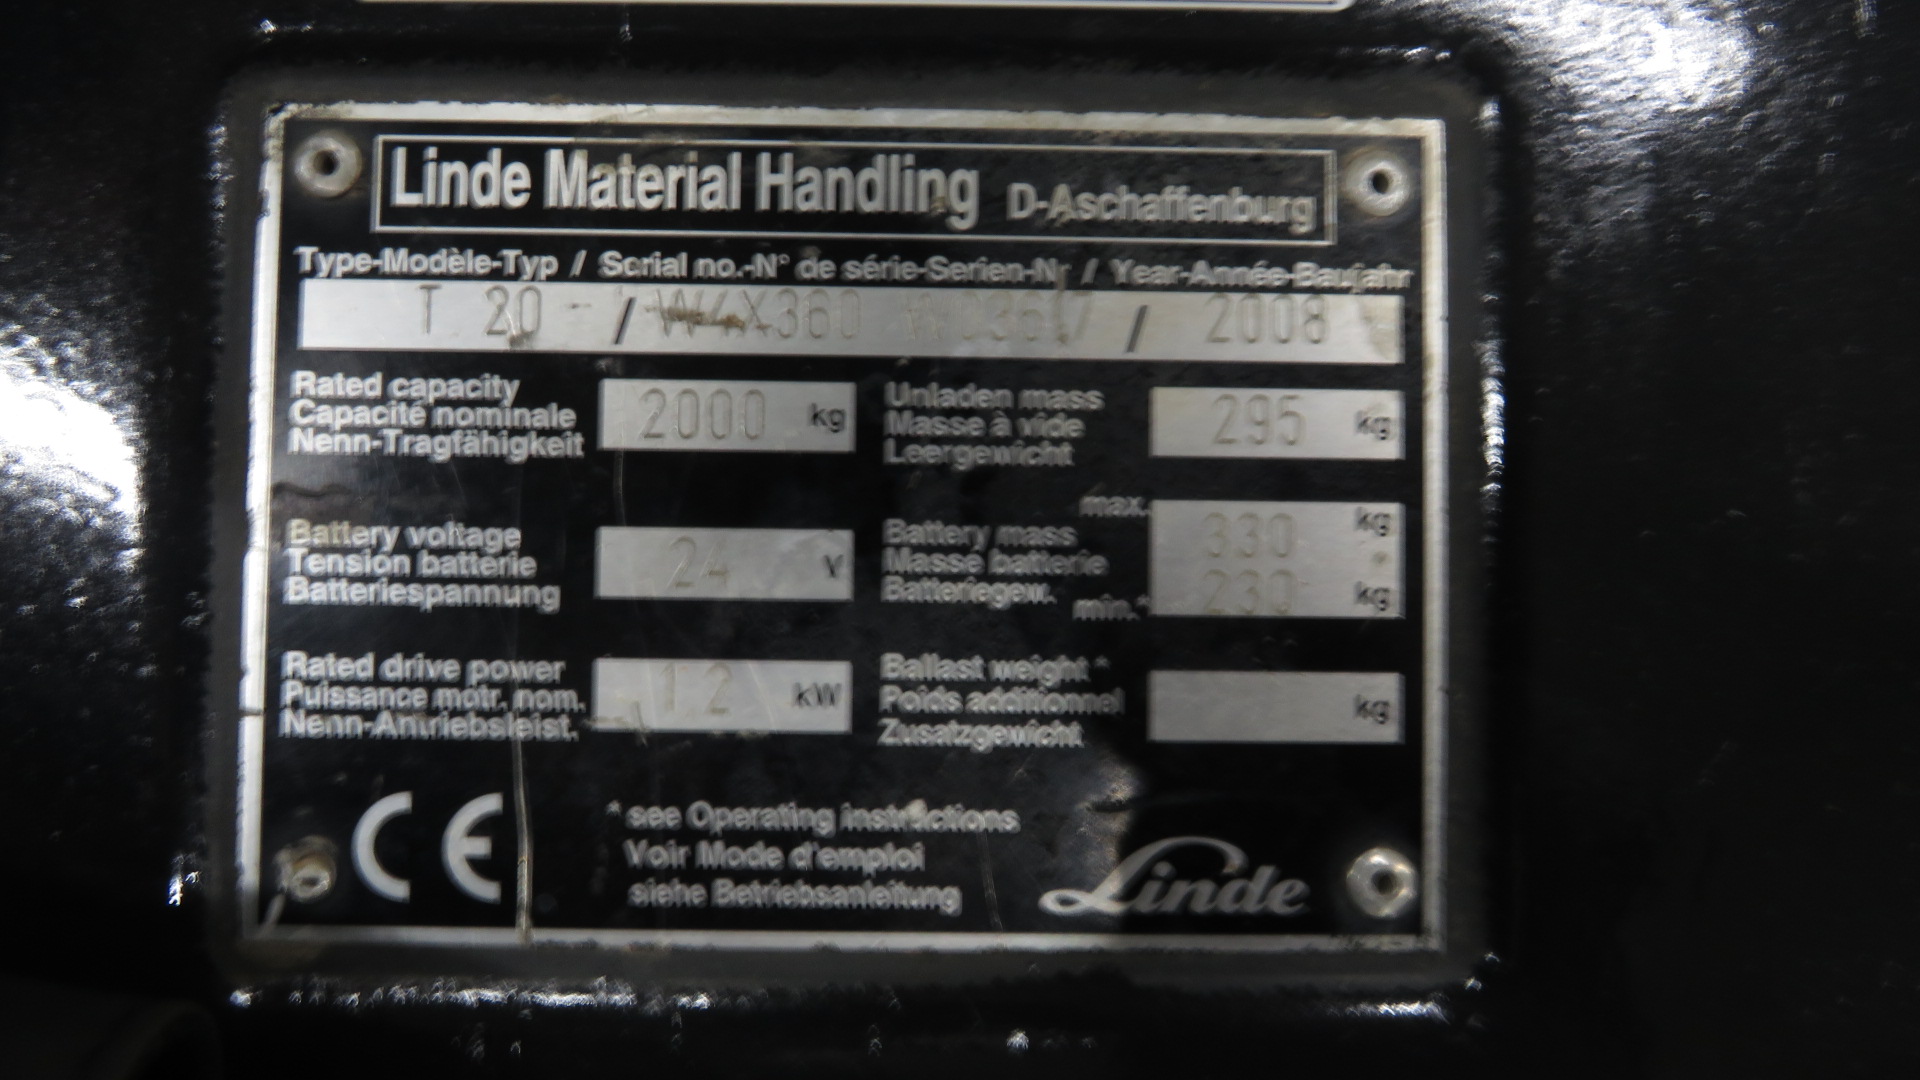 Linde Material Handling D-Aschaffenburg
Type-Modèle-Typ / Serial no.-N° de série-Serien-Nr / Year-Année-Baujahr
T 20 - / W4X360 / 2008
Rated capacity
Capacité nominale
Nenn-Tragfähigkeit
2000 kg
Unladen mass
Masse à vide
Leergewicht
295 kg
Battery voltage
Tension batterie
Batteriespannung
24 V
Battery mass
Masse batterie
Batteriegew.
max. 330 kg
min.* 230 kg
Rated drive power
Puissance motr. nom.
Nenn-Antriebsleist.
kW
Ballast weight *
Poids additionnel
Zusatzgewicht
kg
CE
* see Operating instructions
Voir Mode d'emploi
siehe Betriebsanleitung
Linde